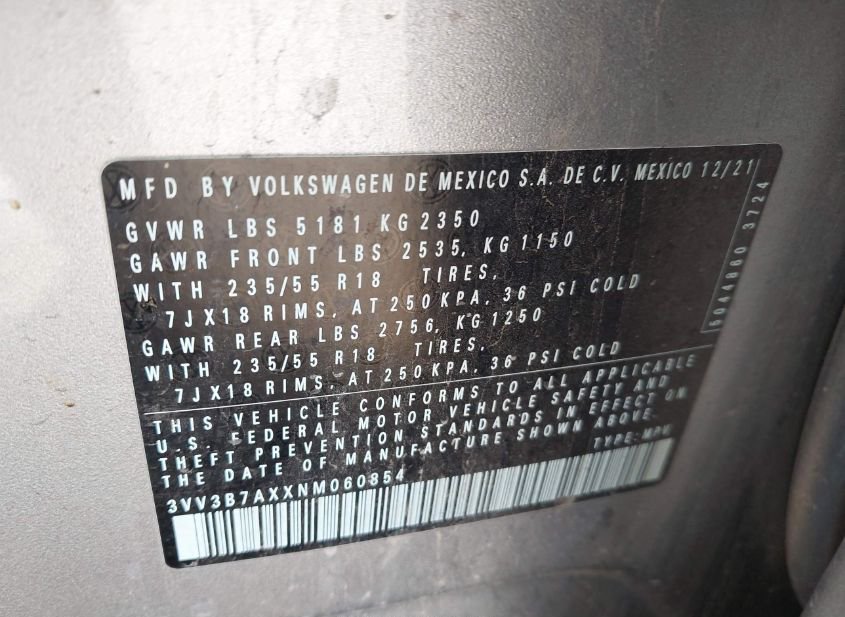 MFD BY VOLKSWAGEN DE MEXICO S.A. DE C.V. MEXICO 12/21
GVWR LBS 5181 KG 2350
GAWR FRONT LBS 2535, KG 1150
WITH 235/55 R18 TIRES,
7JX18 RIMS, AT 250 KPA, 36 PSI COLD
GAWR REAR LBS 2756, KG 1250
WITH 235/55 R18 TIRES,
7JX18 RIMS, AT 250 KPA, 36 PSI COLD
THIS VEHICLE CONFORMS TO ALL APPLICABLE
U.S. FEDERAL MOTOR VEHICLE SAFETY AND
THEFT PREVENTION STANDARDS IN EFFECT ON
THE DATE OF MANUFACTURE SHOWN ABOVE.
TYPE: MPV
3VV3B7AXXNM060854
5044860 3724